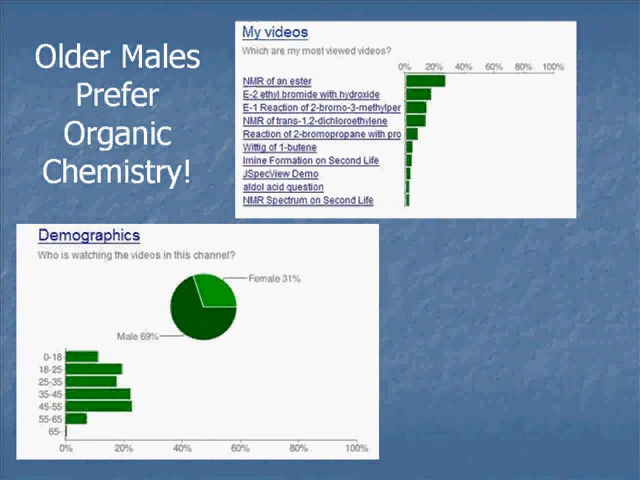 Older Males
Prefer
Organic
Chemistry!
My videos
Which are my most viewed videos?
0% 20% 40% 60% 80% 100%
NMR of an ester
E-2 ethyl bromide with hydroxide
E-1 Reaction of 2-bromo-3-methylper
NMR of trans-1,2-dichloroethylene
Reaction of 2-bromopropane with pro
Wittig of 1-butene
Imine Formation on Second Life
JSpecView Demo
aldol acid question
NMR Spectrum on Second Life
Demographics
Who is watching the videos in this channel?
Female 31%
Male 69%
0-18
18-25
25-35
35-45
45-55
55-65
65-
0% 20% 40% 60% 80% 100%